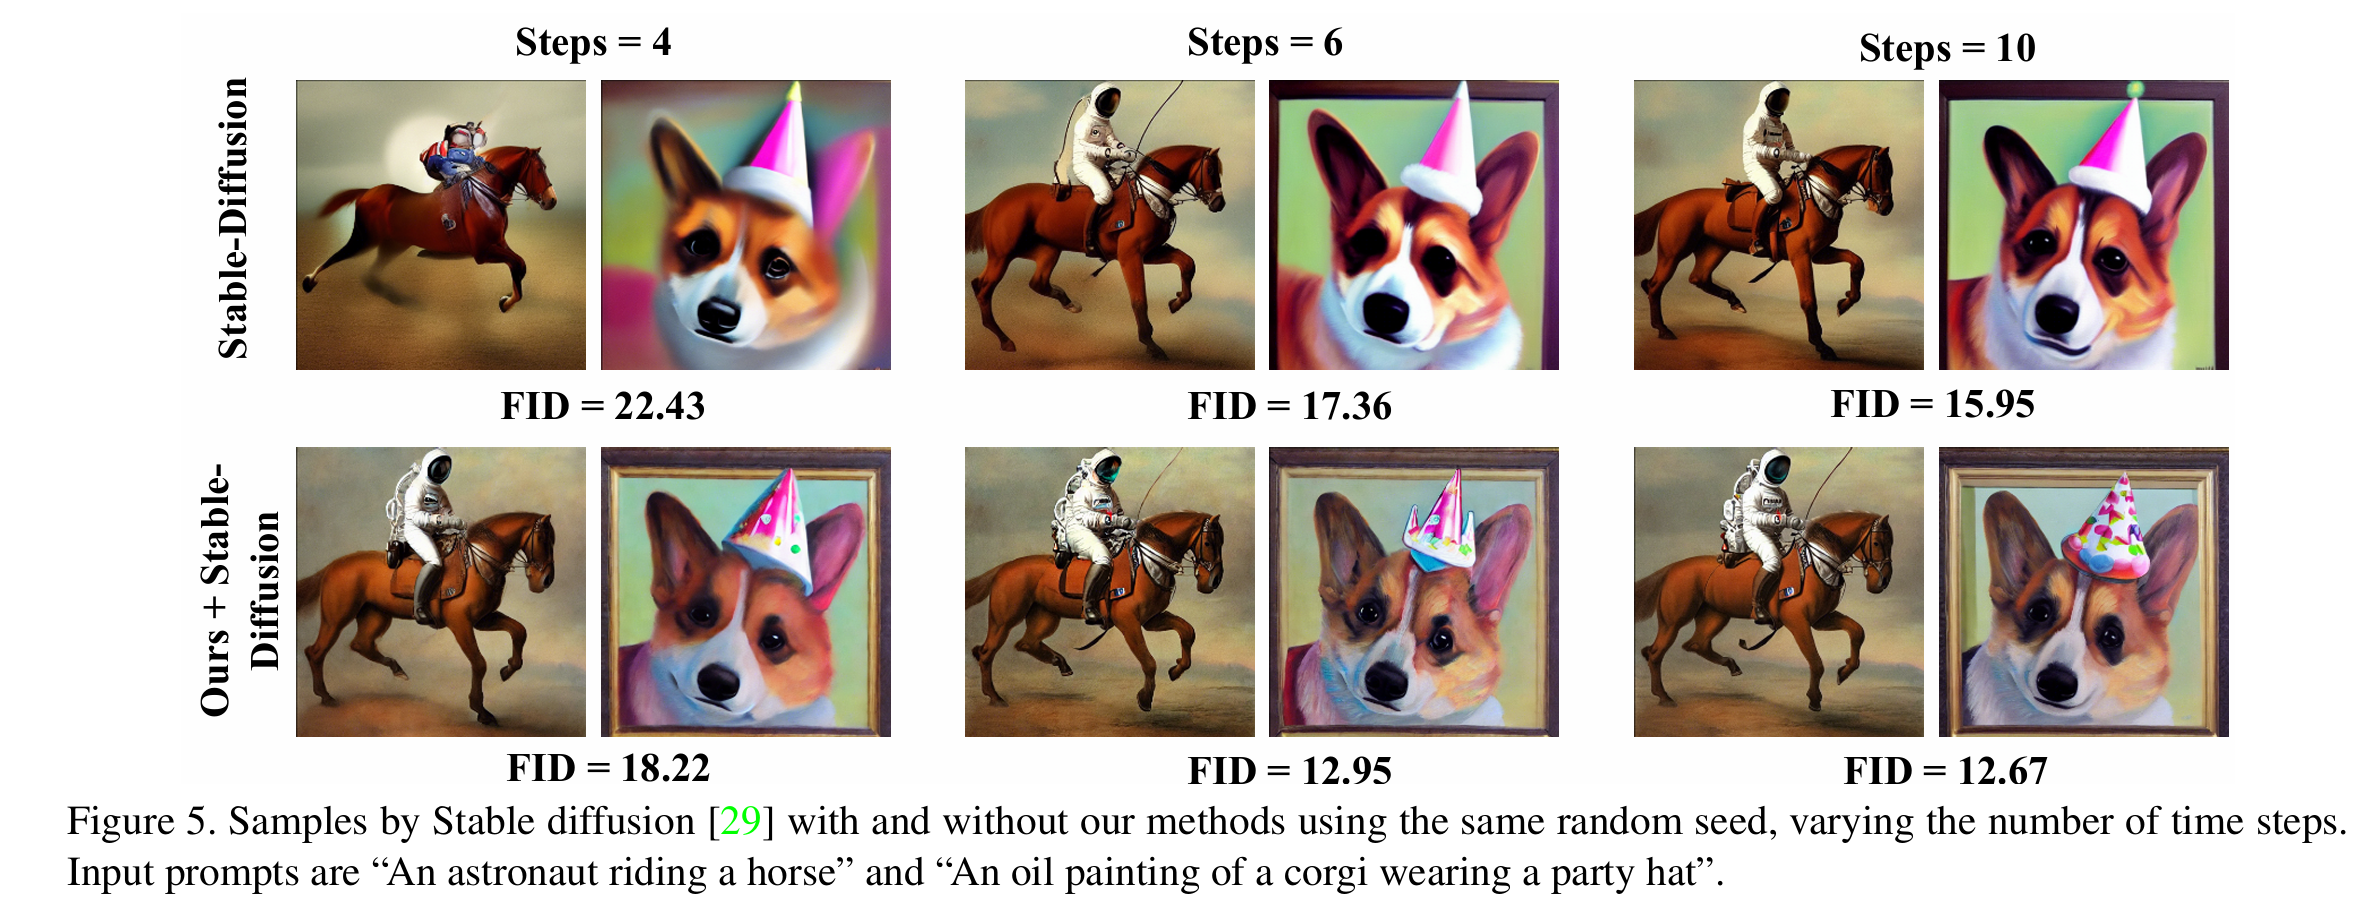 Steps = 4
Steps = 6
Steps = 10
Stable-Diffusion
FID = 22.43
FID = 17.36
FID = 15.95
Ours + Stable-
Diffusion
FID = 18.22
FID = 12.95
FID = 12.67
Figure 5. Samples by Stable diffusion [29] with and without our methods using the same random seed, varying the number of time steps.
Input prompts are “An astronaut riding a horse” and “An oil painting of a corgi wearing a party hat”.